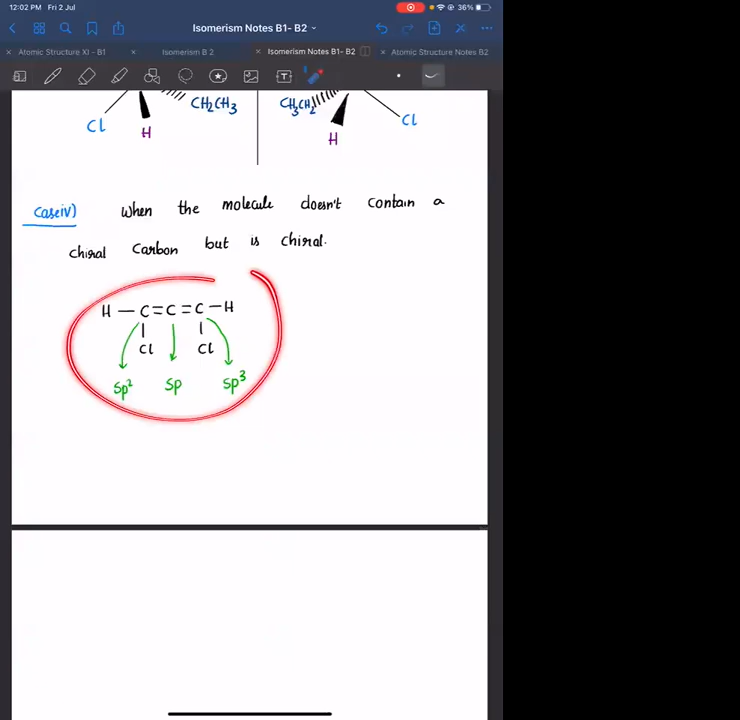 12:02 PM Fri 2 Jul
36%
Isomerism Notes B1- B2
Atomic Structure XI - B1
Isomerism B 2
Isomerism Notes B1- B2
Atomic Structure Notes B2
CH2CH3
CH3CH2
Cl
Cl
H
H
Case iv) When the molecule doesn't contain a
chiral Carbon but is chiral.
H — C = C = C — H
Cl Cl
Sp² Sp Sp³